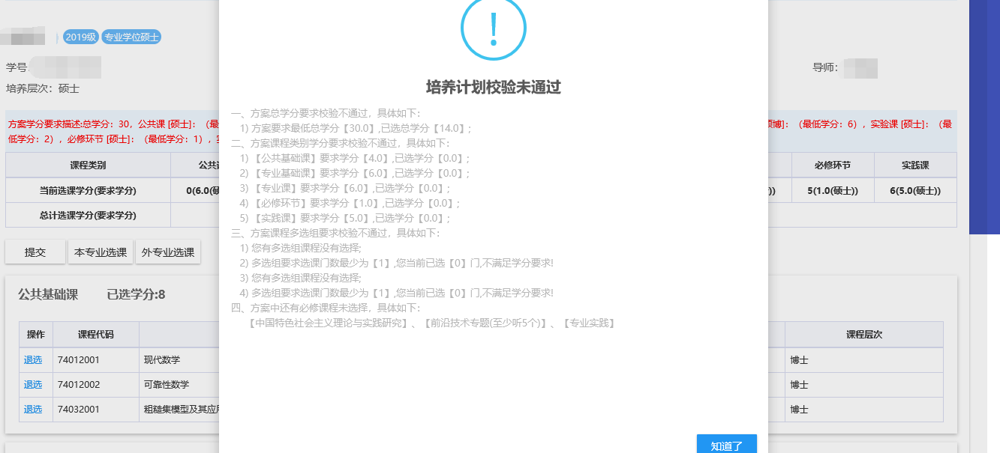 2019级 专业学位硕士
学号:
导师:
培养层次: 硕士
培养计划校验未通过
一、方案总学分要求校验不通过，具体如下:
1) 方案要求最低总学分【30.0】,已选总学分【14.0】;
二、方案课程类别学分要求校验不通过，具体如下:
1) 【公共基础课】要求学分【4.0】,已选学分【0.0】;
2) 【专业基础课】要求学分【6.0】,已选学分【0.0】;
3) 【专业课】要求学分【6.0】,已选学分【0.0】;
4) 【必修环节】要求学分【1.0】,已选学分【0.0】;
5) 【实践课】要求学分【5.0】,已选学分【0.0】;
三、方案课程多选组要求校验不通过，具体如下:
1) 您有多选组课程没有选择;
2) 多选组要求选课门数最少为【1】,您当前已选【0】门,不满足学分要求!
3) 您有多选组课程没有选择;
4) 多选组要求选课门数最少为【1】,您当前已选【0】门,不满足学分要求!
四、方案中还有必修课程未选择，具体如下:
【中国特色社会主义理论与实践研究】、【前沿技术专题(至少听5个)】、【专业实践】
知道了
方案学分要求描述:总学分: 30, 公共课 [硕士]: （最
博]: （最低学分: 6）, 实验课 [硕士]: （最
低学分: 2）, 必修环节 [硕士]: （最低学分: 1）,
课程类别 公共 必修环节 实践课
当前选课学分(要求学分) 0(6.0(硕 )) 5(1.0(硕士)) 6(5.0(硕士))
总计选课学分(要求学分)
提交 本专业选课 外专业选课
公共基础课 已选学分:8
操作 课程代码 课程层次
退选 74012001 现代数学 博士
退选 74012002 可靠性数学 博士
退选 74032001 粗糙集模型及其应 博士